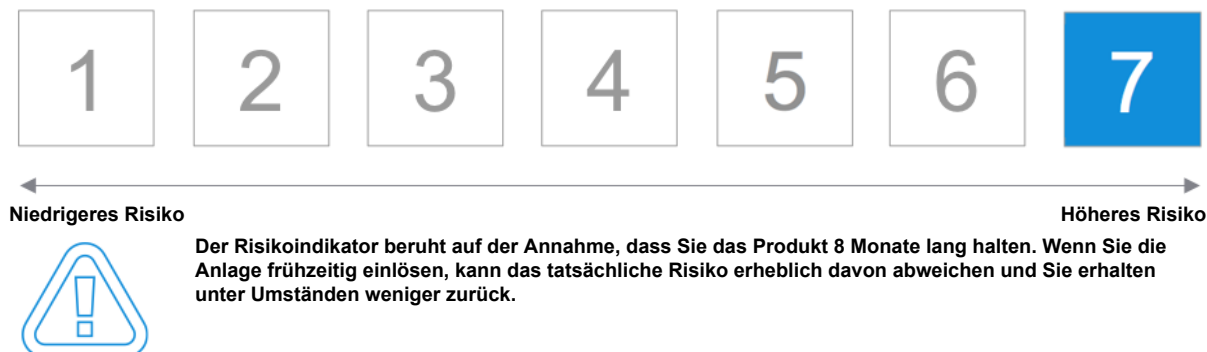 1 2 3 4 5 6 7
Niedrigeres Risiko Höheres Risiko
Der Risikoindikator beruht auf der Annahme, dass Sie das Produkt 8 Monate lang halten. Wenn Sie die
Anlage frühzeitig einlösen, kann das tatsächliche Risiko erheblich davon abweichen und Sie erhalten
unter Umständen weniger zurück.